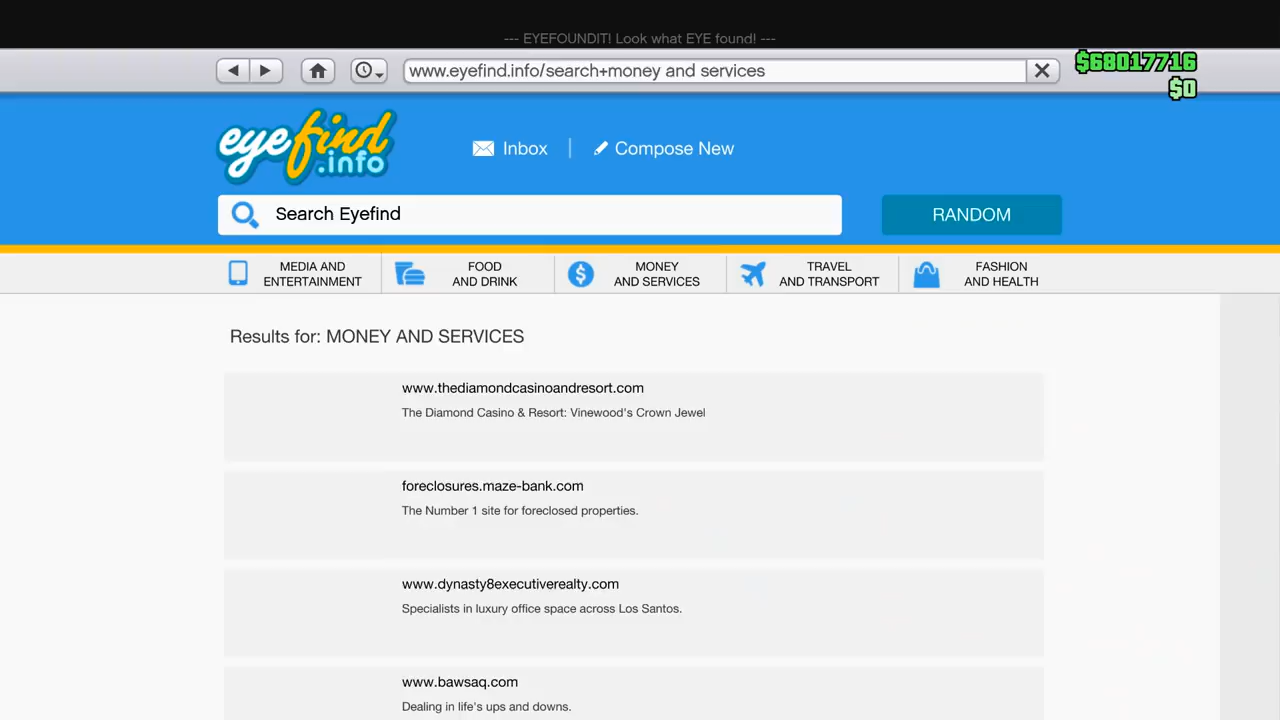 --- EYEFOUNDIT! Look what EYE found! ---
www.eyefind.info/search+money and services
$68017716
$0
eyefind
.info
Inbox
Compose New
Search Eyefind
RANDOM
MEDIA AND
ENTERTAINMENT
FOOD
AND DRINK
MONEY
AND SERVICES
TRAVEL
AND TRANSPORT
FASHION
AND HEALTH
Results for: MONEY AND SERVICES
www.thediamondcasinoandresort.com
The Diamond Casino & Resort: Vinewood's Crown Jewel
foreclosures.maze-bank.com
The Number 1 site for foreclosed properties.
www.dynasty8executiverealty.com
Specialists in luxury office space across Los Santos.
www.bawsaq.com
Dealing in life's ups and downs.